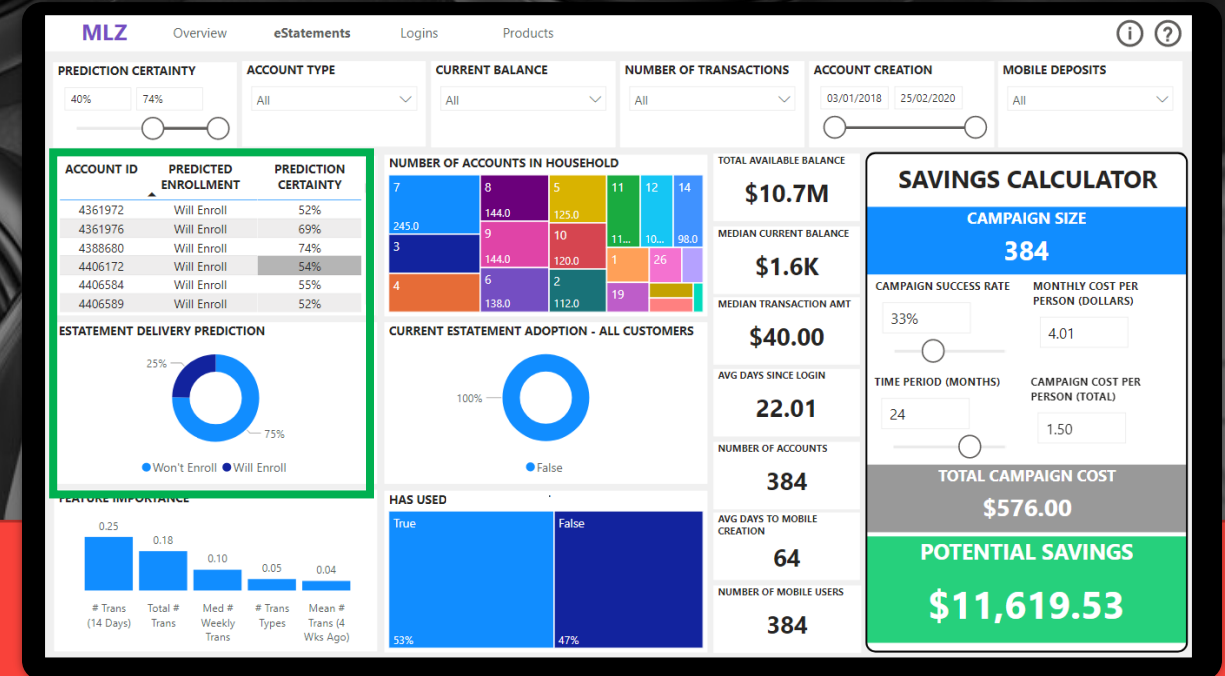 MLZ
Overview
eStatements
Logins
Products
i
?
PREDICTION CERTAINTY
40%
74%
ACCOUNT TYPE
All
CURRENT BALANCE
All
NUMBER OF TRANSACTIONS
All
ACCOUNT CREATION
03/01/2018
25/02/2020
MOBILE DEPOSITS
All
ACCOUNT ID
PREDICTED
ENROLLMENT
PREDICTION
CERTAINTY
4361972 Will Enroll 52%
4361976 Will Enroll 69%
4388680 Will Enroll 74%
4406172 Will Enroll 54%
4406584 Will Enroll 55%
4406589 Will Enroll 52%
ESTATEMENT DELIVERY PREDICTION
25%
75%
Won't Enroll
Will Enroll
FEATURE IMPORTANCE
0.25
0.18
0.10
0.05
0.04
# Trans
(14 Days)
Total #
Trans
Med #
Weekly
Trans
# Trans
Types
Mean #
Trans (4
Wks Ago)
NUMBER OF ACCOUNTS IN HOUSEHOLD
7
245.0
3
4
8
144.0
9
144.0
6
138.0
5
125.0
10
120.0
2
112.0
11
11...
12
10...
14
98.0
1
26
19
CURRENT ESTATEMENT ADOPTION - ALL CUSTOMERS
100%
False
HAS USED
True
53%
False
47%
TOTAL AVAILABLE BALANCE
$10.7M
MEDIAN CURRENT BALANCE
$1.6K
MEDIAN TRANSACTION AMT
$40.00
AVG DAYS SINCE LOGIN
22.01
NUMBER OF ACCOUNTS
384
AVG DAYS TO MOBILE
CREATION
64
NUMBER OF MOBILE USERS
384
SAVINGS CALCULATOR
CAMPAIGN SIZE
384
CAMPAIGN SUCCESS RATE
33%
MONTHLY COST PER
PERSON (DOLLARS)
4.01
TIME PERIOD (MONTHS)
24
CAMPAIGN COST PER
PERSON (TOTAL)
1.50
TOTAL CAMPAIGN COST
$576.00
POTENTIAL SAVINGS
$11,619.53